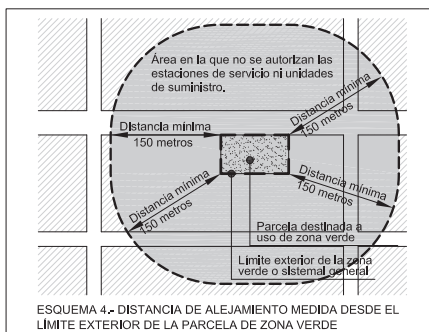 Área en la que no se autorizan las
estaciones de servicio ni unidades
de suministro.
Distancia mínima
150 metros
Distancia mínima
150 metros
Distancia mínima
150 metros
Distancia mínima
150 metros
Parcela destinada a
uso de zona verde
Límite exterior de la zona
verde o sistemal general
ESQUEMA 4.- DISTANCIA DE ALEJAMIENTO MEDIDA DESDE EL
LÍMITE EXTERIOR DE LA PARCELA DE ZONA VERDE